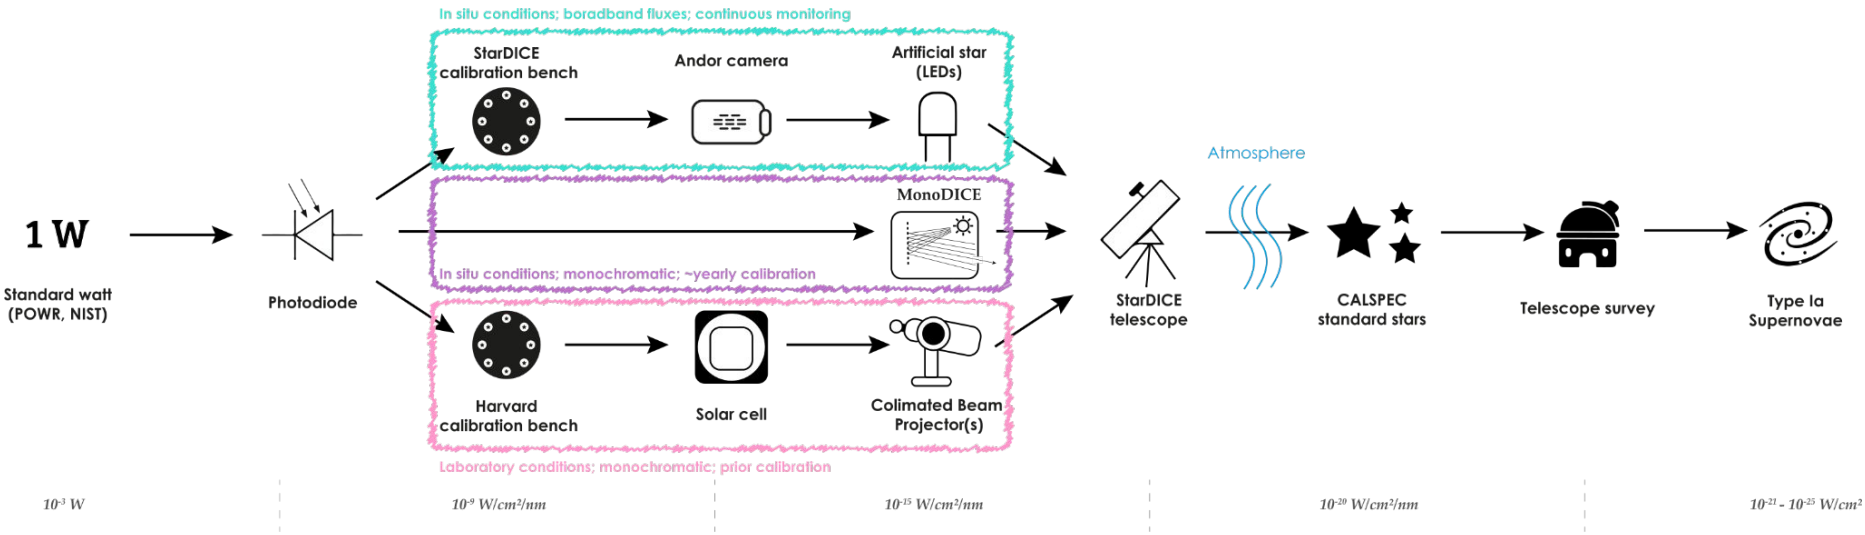 In situ conditions; boradband fluxes; continuous monitoring
StarDICE
calibration bench
Andor camera
Artificial star
(LEDs)
Atmosphere
MonoDICE
1 W
Standard watt
(POWR, NIST)
Photodiode
In situ conditions; monochromatic; ~yearly calibration
StarDICE
telescope
CALSPEC
standard stars
Telescope survey
Type Ia
Supernovae
Harvard
calibration bench
Solar cell
Colimated Beam
Projector(s)
Laboratory conditions; monochromatic; prior calibration
10⁻³ W
10⁻⁹ W/cm²/nm
10⁻¹⁵ W/cm²/nm
10⁻²⁰ W/cm²/nm
10⁻²¹ - 10⁻²⁵ W/cm²